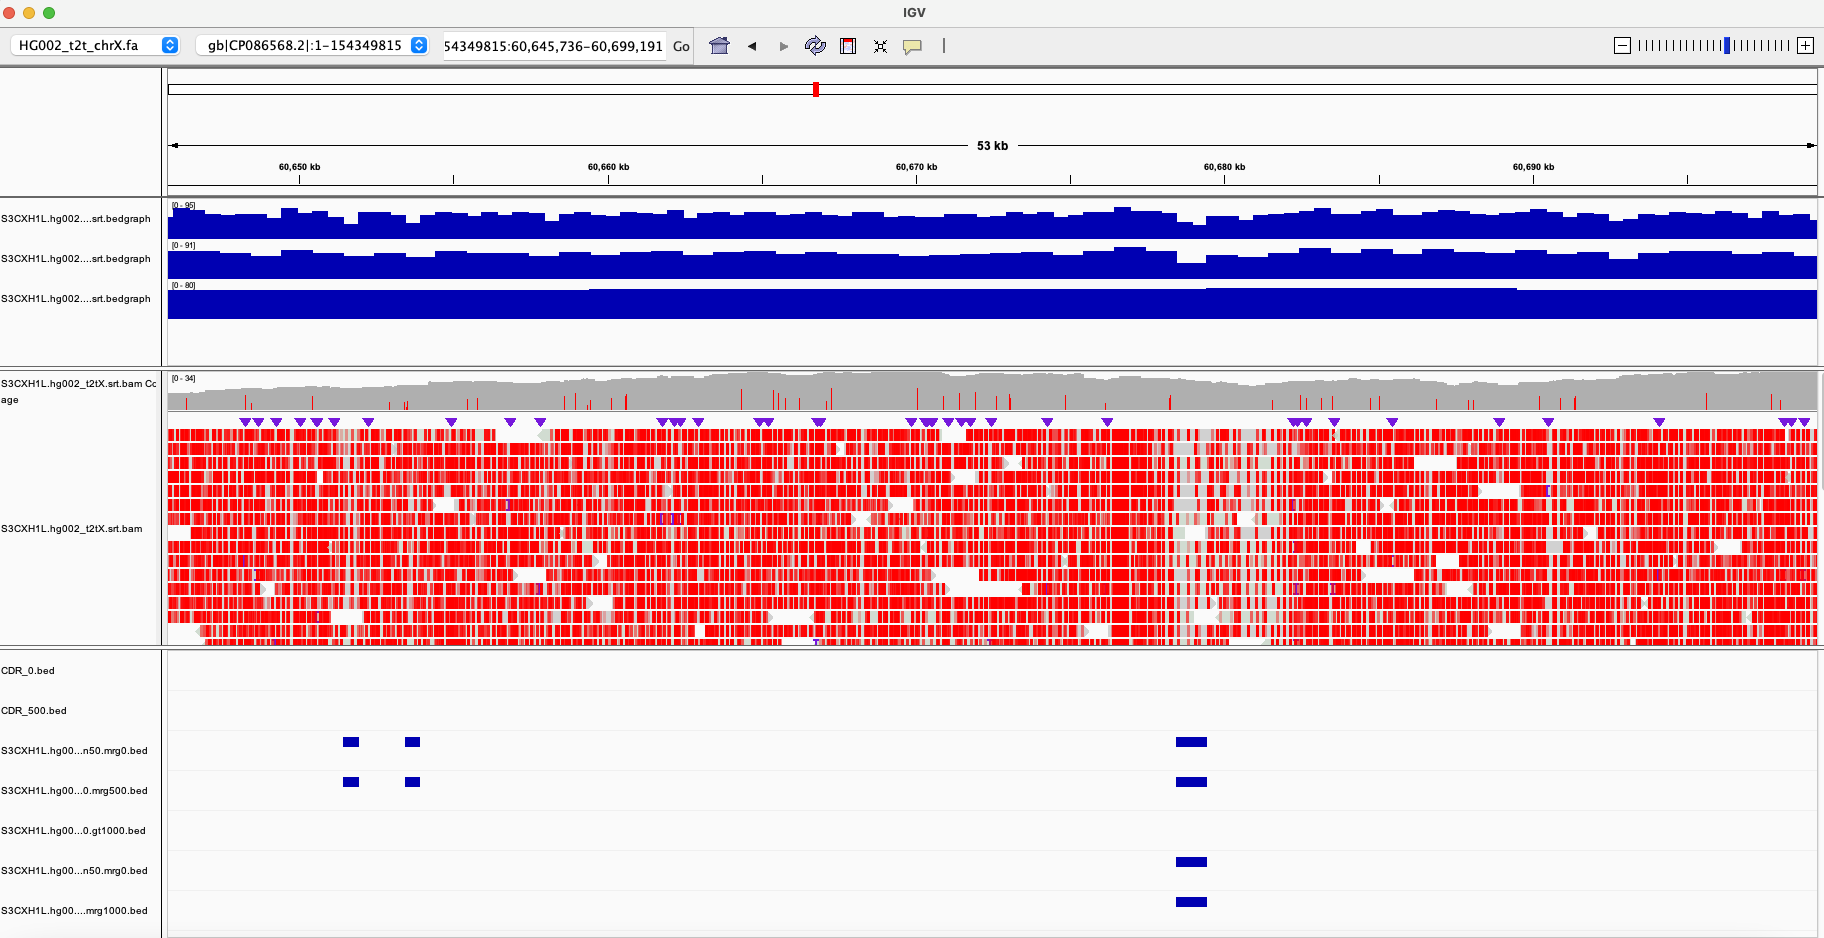 IGV
HG002_t2t_chrX.fa
gb|CP086568.2|:1-154349815
54349815:60,645,736-60,699,191
Go
53 kb
60,650 kb
60,660 kb
60,670 kb
60,680 kb
60,690 kb
S3CXH1L.hg002....srt.bedgraph
[0 - 95]
S3CXH1L.hg002....srt.bedgraph
[0 - 91]
S3CXH1L.hg002....srt.bedgraph
[0 - 80]
S3CXH1L.hg002_t2tX.srt.bam Co
age
[0 - 34]
S3CXH1L.hg002_t2tX.srt.bam
CDR_0.bed
CDR_500.bed
S3CXH1L.hg00...n50.mrg0.bed
S3CXH1L.hg00...0.mrg500.bed
S3CXH1L.hg00...0.gt1000.bed
S3CXH1L.hg00...n50.mrg0.bed
S3CXH1L.hg00....mrg1000.bed